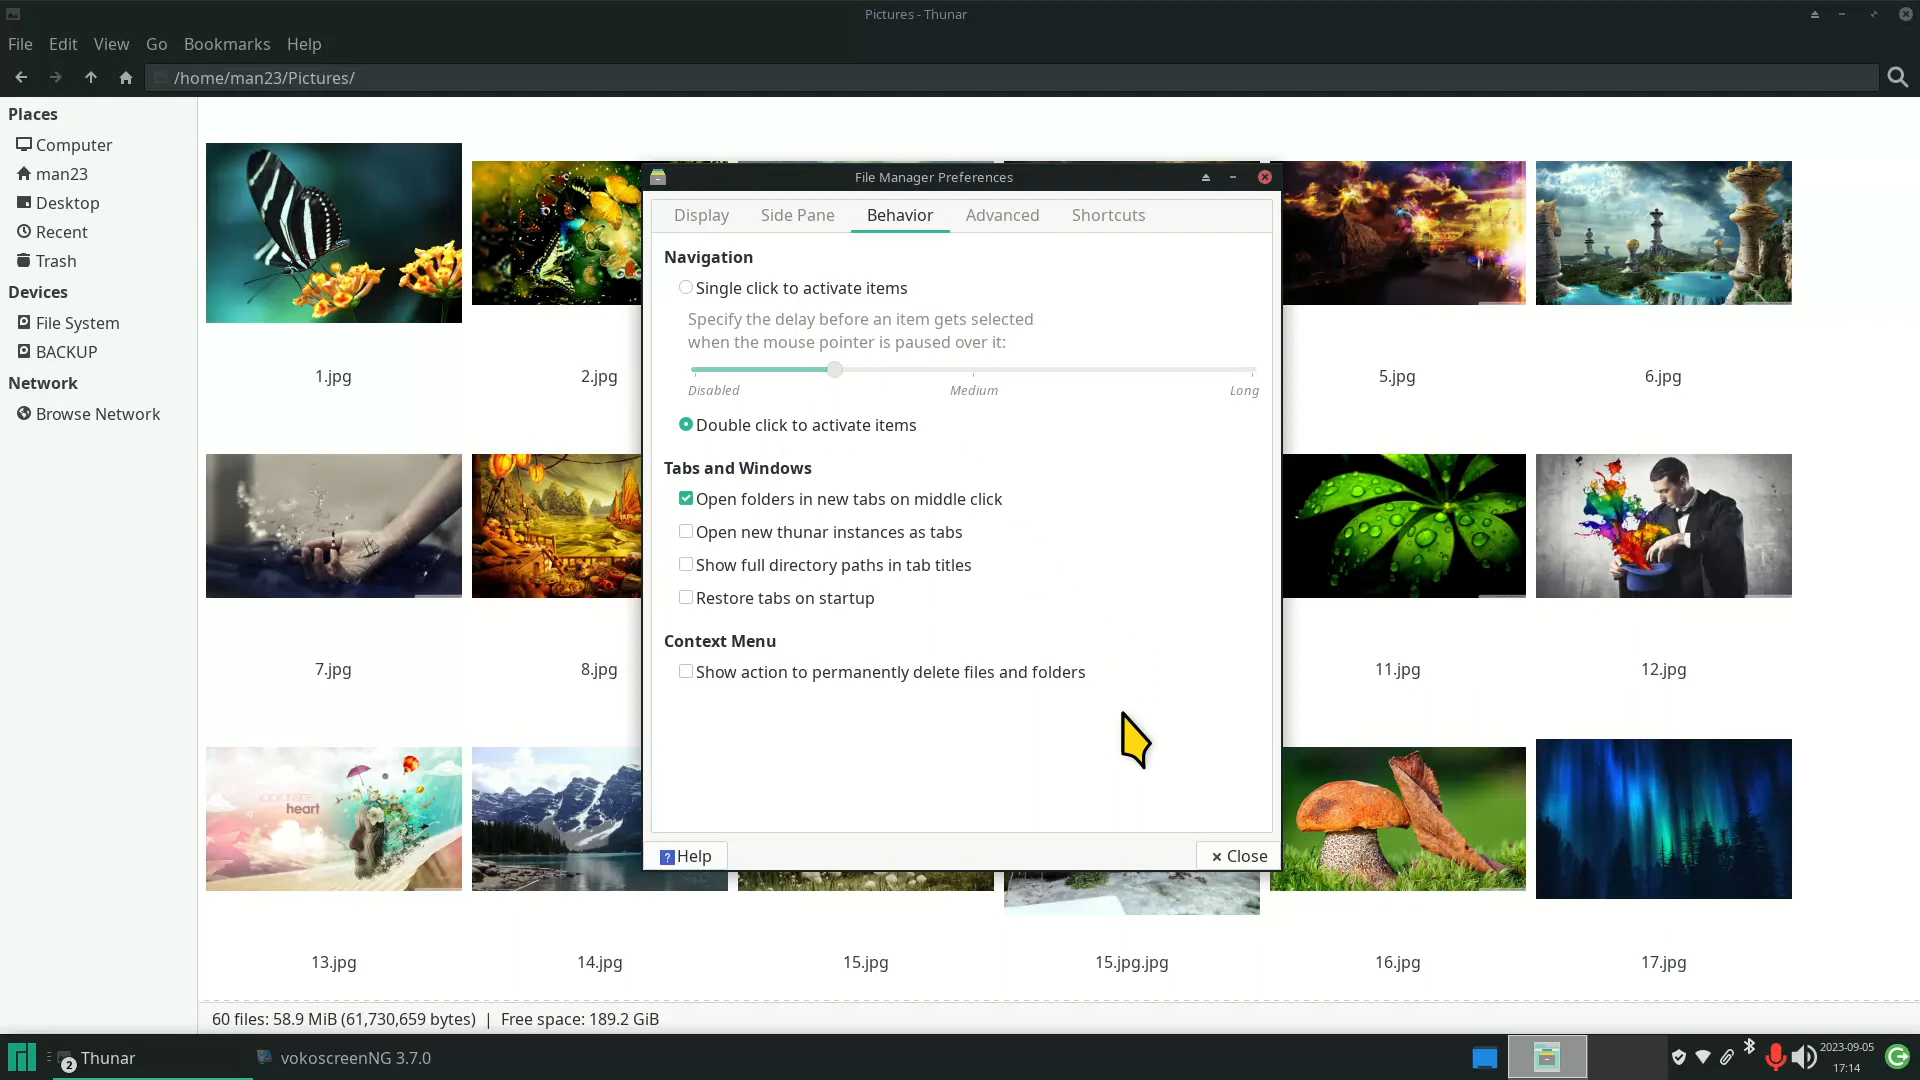 Pictures - Thunar
File Edit View Go Bookmarks Help
/home/man23/Pictures/
Places
Computer
man23
Desktop
Recent
Trash
Devices
File System
BACKUP
Network
Browse Network
1.jpg
2.jpg
5.jpg
6.jpg
7.jpg
8.jpg
11.jpg
12.jpg
heart
13.jpg
14.jpg
15.jpg
15.jpg.jpg
16.jpg
17.jpg
File Manager Preferences
Display Side Pane Behavior Advanced Shortcuts
Navigation
Single click to activate items
Specify the delay before an item gets selected
when the mouse pointer is paused over it:
Disabled Medium Long
Double click to activate items
Tabs and Windows
Open folders in new tabs on middle click
Open new thunar instances as tabs
Show full directory paths in tab titles
Restore tabs on startup
Context Menu
Show action to permanently delete files and folders
? Help
Close
60 files: 58.9 MiB (61,730,659 bytes) | Free space: 189.2 GiB
2 Thunar
vokoscreenNG 3.7.0
2023-09-05
17:14